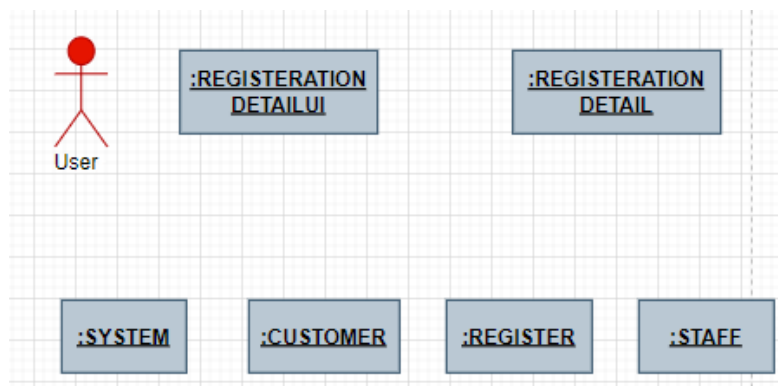 :REGISTERATION
DETAILUI
:REGISTERATION
DETAIL
User
:SYSTEM
:CUSTOMER
:REGISTER
:STAFF